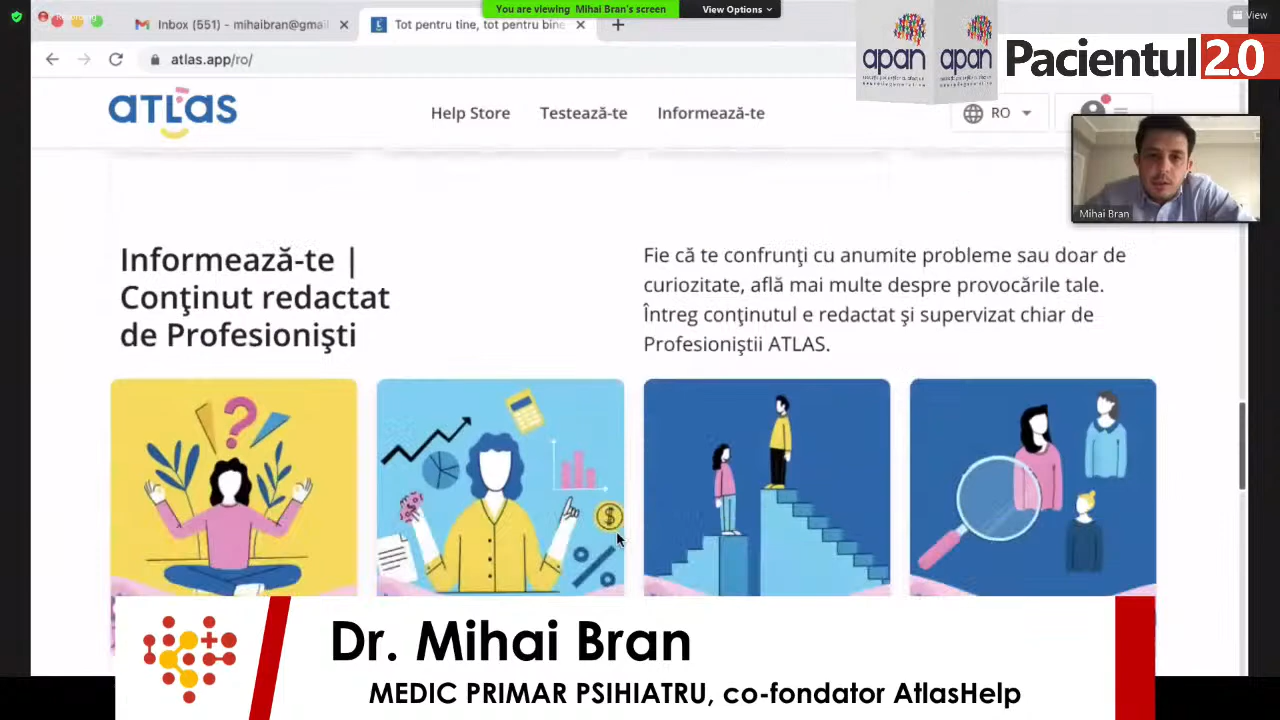 You are viewing Mihai Bran's screen
View Options
View
Inbox (551) - mihaibran@gmai
Tot pentru tine, tot pentru bine
atlas.app/ro/
apan
apan
Pacientul 2.0
ATLAS
Help Store
Testează-te
Informează-te
RO
Mihai Bran
Informează-te |
Conţinut redactat
de Profesionişti
Fie că te confrunţi cu anumite probleme sau doar de
curiozitate, află mai multe despre provocările tale.
Întreg conţinutul e redactat şi supervizat chiar de
Profesioniştii ATLAS.
Dr. Mihai Bran
MEDIC PRIMAR PSIHIATRU, co-fondator AtlasHelp